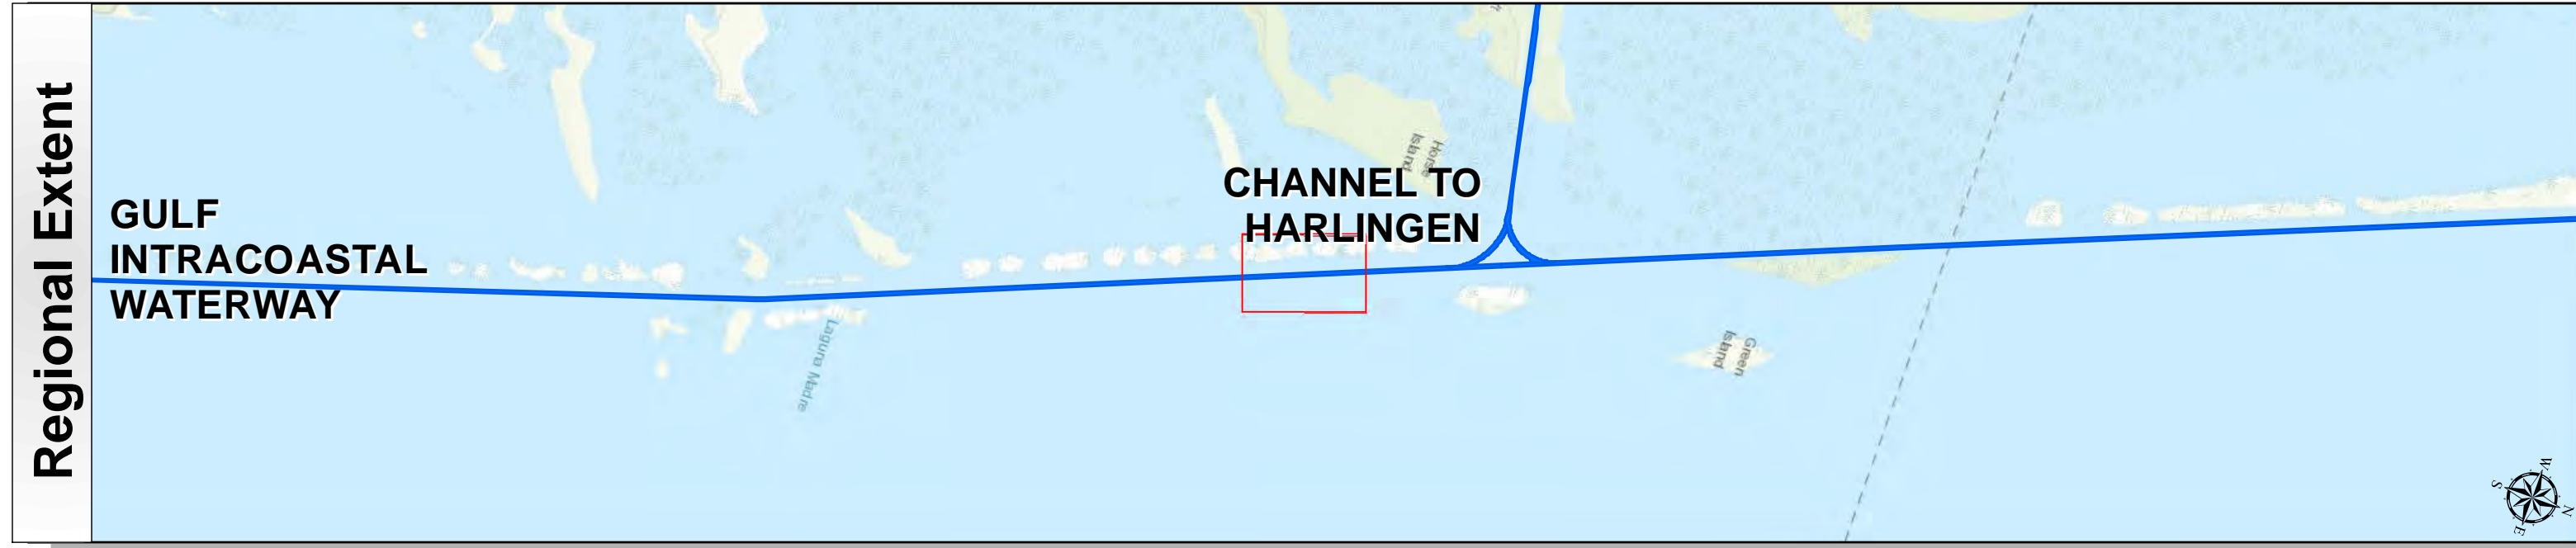 Regional Extent
GULF
INTRACOASTAL
WATERWAY
CHANNEL TO
HARLINGEN
Horse
Island
Laguna Madre
Green
Island
W
S
N
E